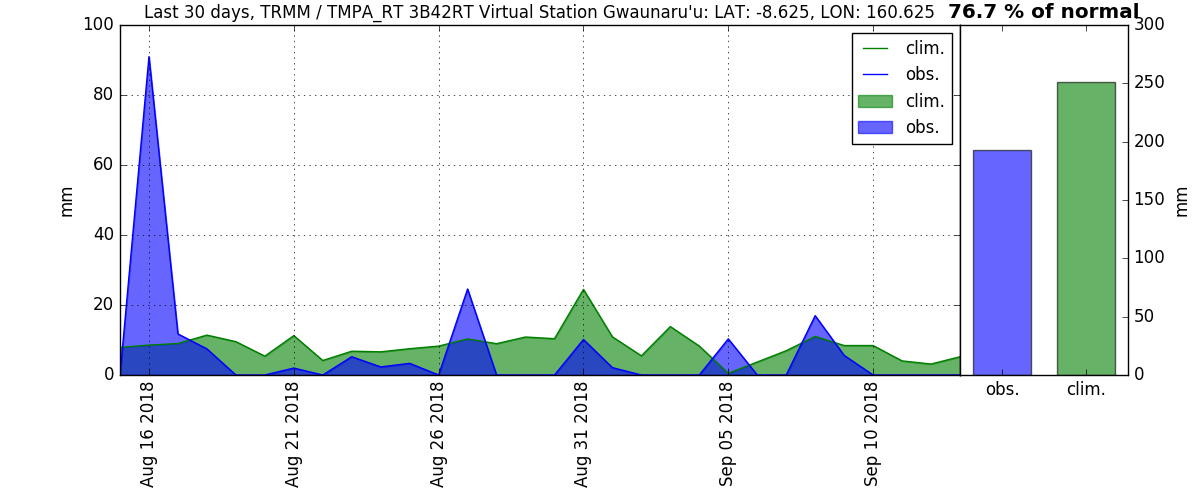 Last 30 days, TRMM / TMPA_RT 3B42RT Virtual Station Gwaunaru'u: LAT: -8.625, LON: 160.625
76.7 % of normal
100
80
60
40
20
0
mm
clim.
obs.
clim.
obs.
Aug 16 2018
Aug 21 2018
Aug 26 2018
Aug 31 2018
Sep 05 2018
Sep 10 2018
300
250
200
150
100
50
0
mm
obs.
clim.